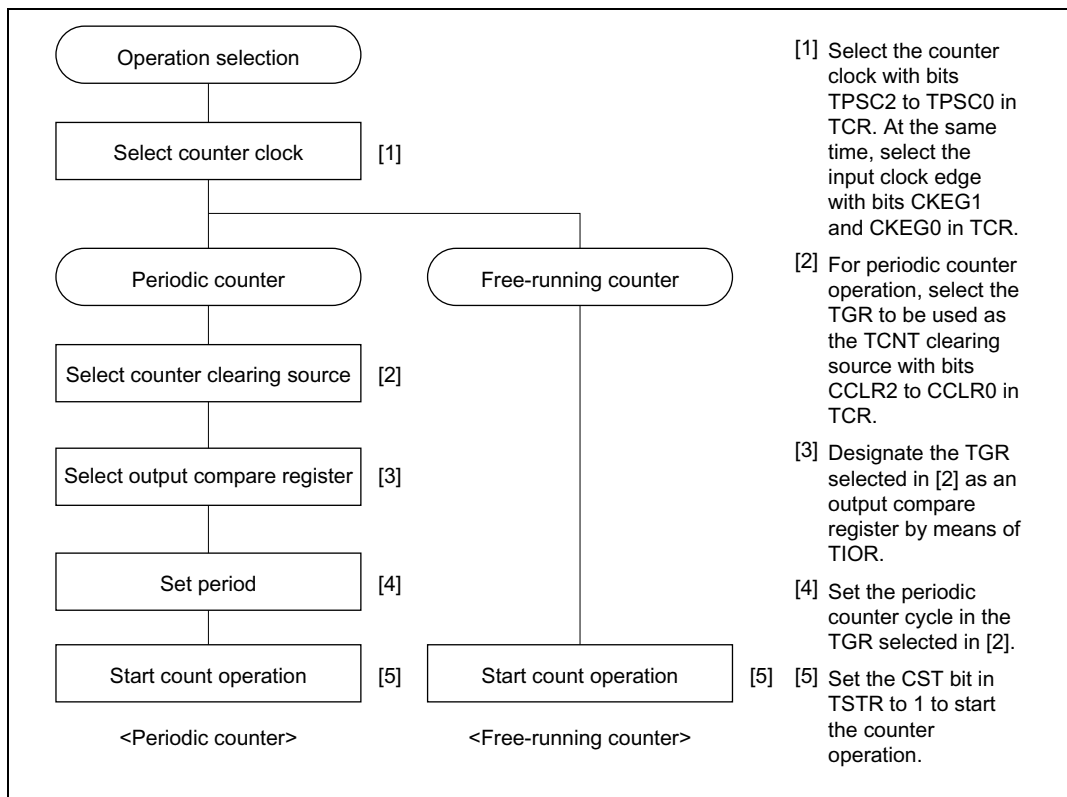 Operation selection
Select counter clock
[1]
Periodic counter
Free-running counter
Select counter clearing source
[2]
Select output compare register
[3]
Set period
[4]
Start count operation
[5]
Start count operation
[5]
<Periodic counter>
<Free-running counter>
[1] Select the counter
clock with bits
TPSC2 to TPSC0 in
TCR. At the same
time, select the
input clock edge
with bits CKEG1
and CKEG0 in TCR.
[2] For periodic counter
operation, select the
TGR to be used as
the TCNT clearing
source with bits
CCLR2 to CCLR0 in
TCR.
[3] Designate the TGR
selected in [2] as an
output compare
register by means of
TIOR.
[4] Set the periodic
counter cycle in the
TGR selected in [2].
[5] Set the CST bit in
TSTR to 1 to start
the counter
operation.